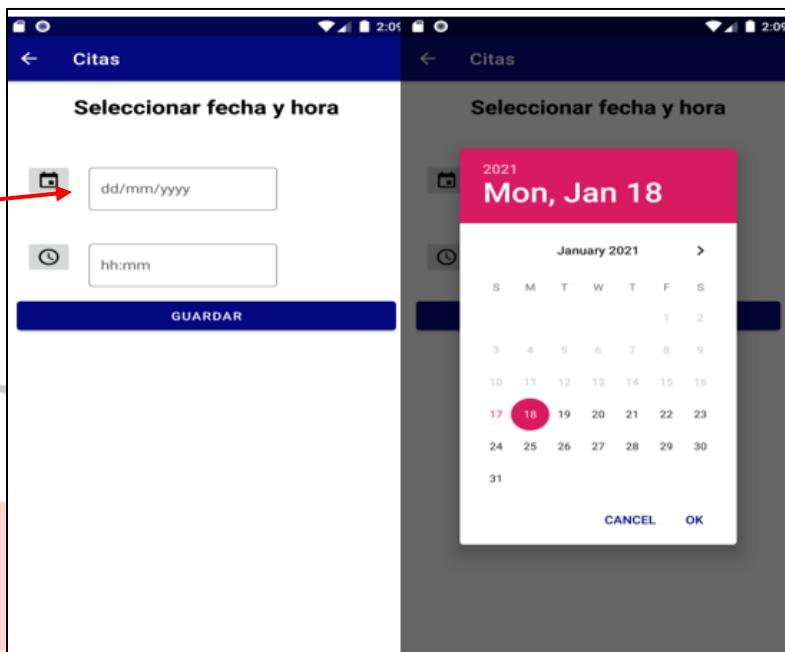 2:09
Citas
Seleccionar fecha y hora
dd/mm/yyyy
hh:mm
GUARDAR
2:09
Citas
Seleccionar fecha y hora
2021
Mon, Jan 18
January 2021
S M T W T F S
1 2
3 4 5 6 7 8 9
10 11 12 13 14 15 16
17 18 19 20 21 22 23
24 25 26 27 28 29 30
31
CANCEL OK